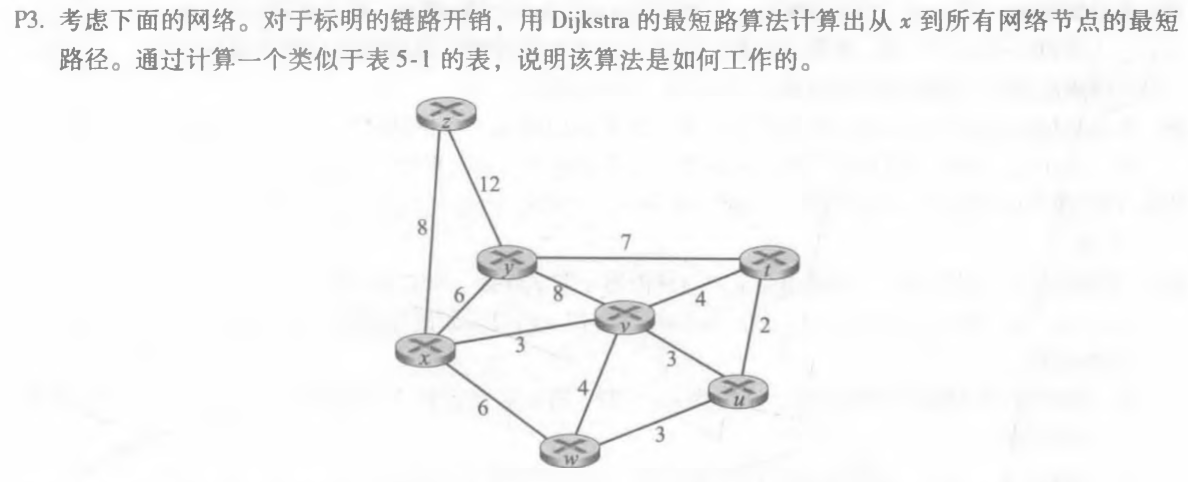 P3. 考虑下面的网络。对于标明的链路开销，用 Dijkstra 的最短路算法计算出从 x 到所有网络节点的最短
路径。通过计算一个类似于表 5-1 的表，说明该算法是如何工作的。
z
12
8
7
y
t
6
8
4
v
2
x
3
3
4
u
6
3
w